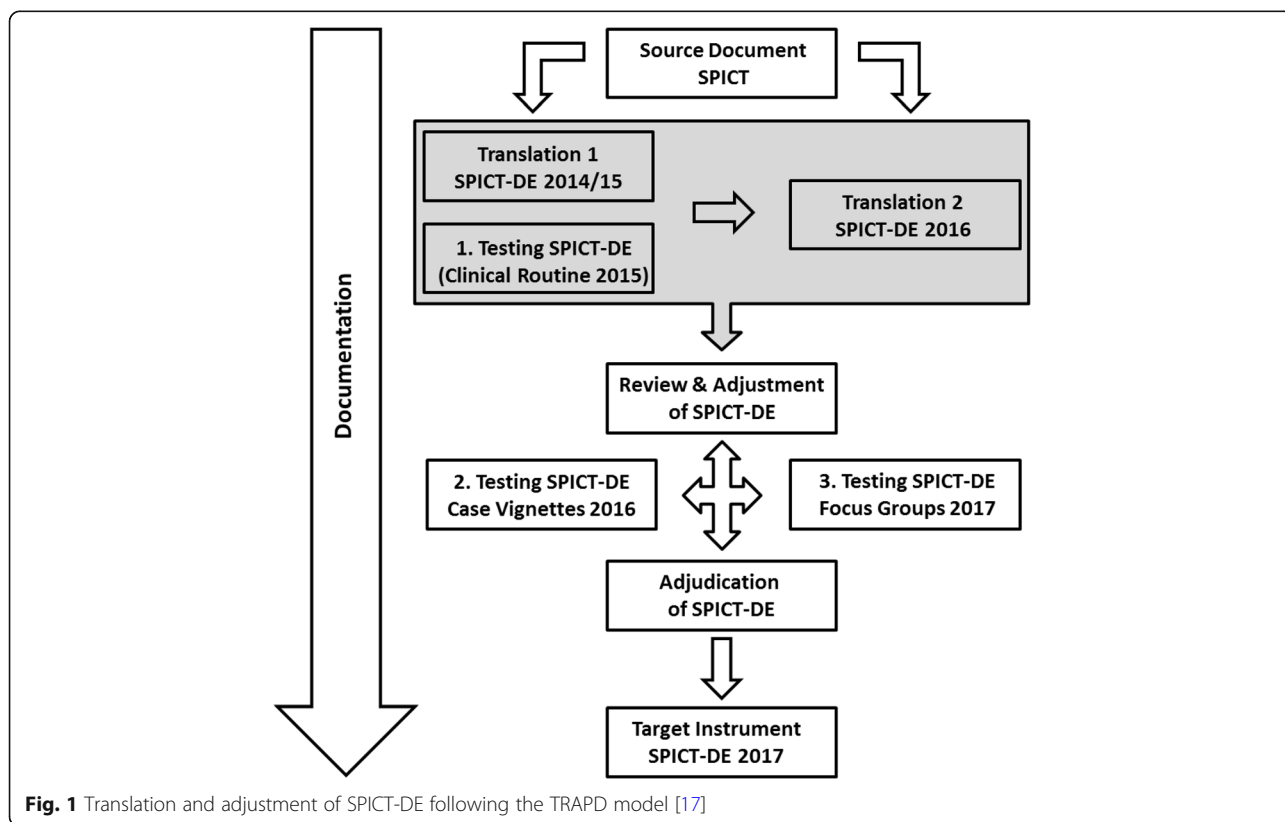 Source Document
SPICT
Translation 1
SPICT-DE 2014/15
Translation 2
SPICT-DE 2016
1. Testing SPICT-DE
(Clinical Routine 2015)
Documentation
Review & Adjustment
of SPICT-DE
2. Testing SPICT-DE
Case Vignettes 2016
3. Testing SPICT-DE
Focus Groups 2017
Adjudication
of SPICT-DE
Target Instrument
SPICT-DE 2017
Fig. 1 Translation and adjustment of SPICT-DE following the TRAPD model [17]